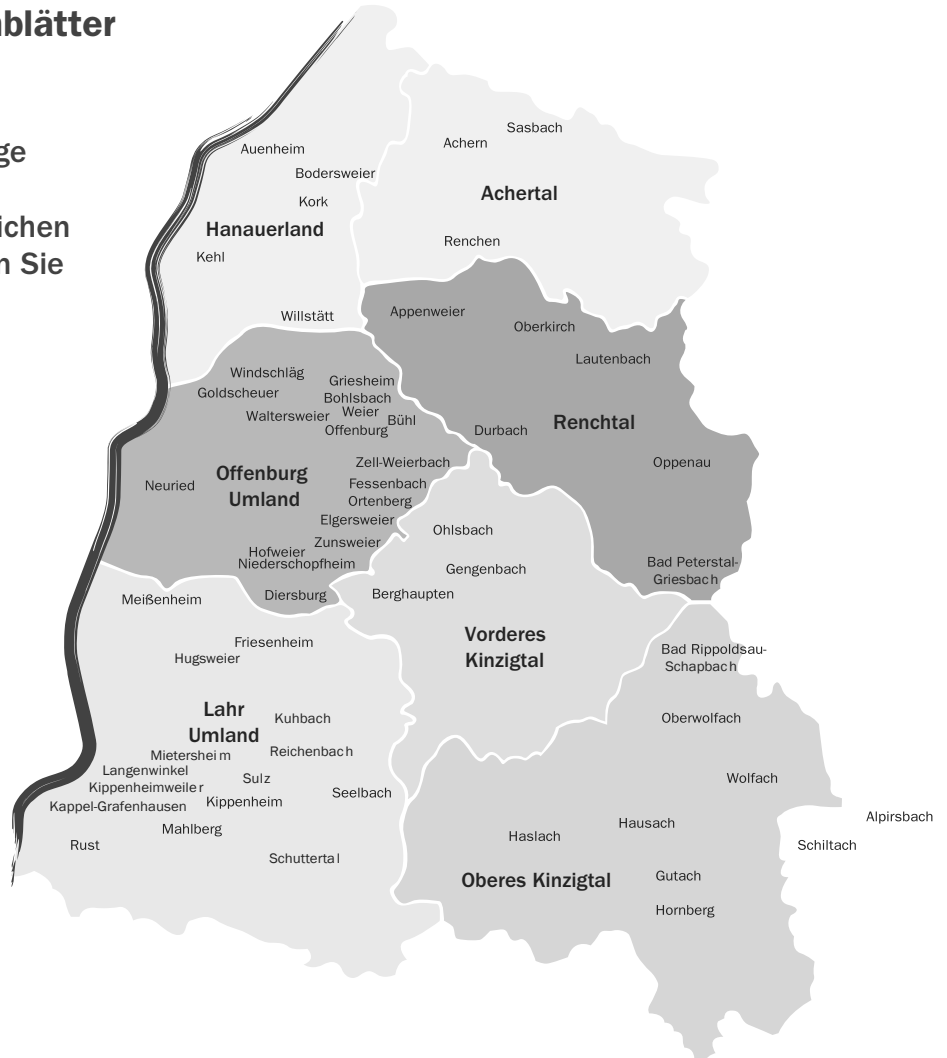 blätter
ge
ichen
n Sie
Sasbach
Achern
Auenheim
Bodersweier
Achertal
Kork
Hanauerland
Renchen
Kehl
Appenweier
Willstätt
Oberkirch
Lautenbach
Windschläg
Griesheim
Goldscheuer
Bohlsbach
Weier
Waltersweier
Bühl
Offenburg
Durbach
Renchtal
Zell-Weierbach
Oppenau
Offenburg
Umland
Neuried
Fessenbach
Ortenberg
Elgersweier
Ohlsbach
Zunsweier
Hofweier
Niederschopfheim
Gengenbach
Bad Peterstal-
Griesbach
Diersburg
Berghaupten
Meißenheim
Vorderes
Kinzigtal
Friesenheim
Hugsweier
Bad Rippoldsau-
Schapbach
Lahr
Umland
Kuhbach
Oberwolfach
Reichenbach
Mietersheim
Langenwinkel
Sulz
Wolfach
Kippenheimweiler
Seelbach
Kappel-Grafenhausen
Kippenheim
Alpirsbach
Mahlberg
Hausach
Haslach
Rust
Schiltach
Schuttertal
Oberes Kinzigtal
Gutach
Hornberg